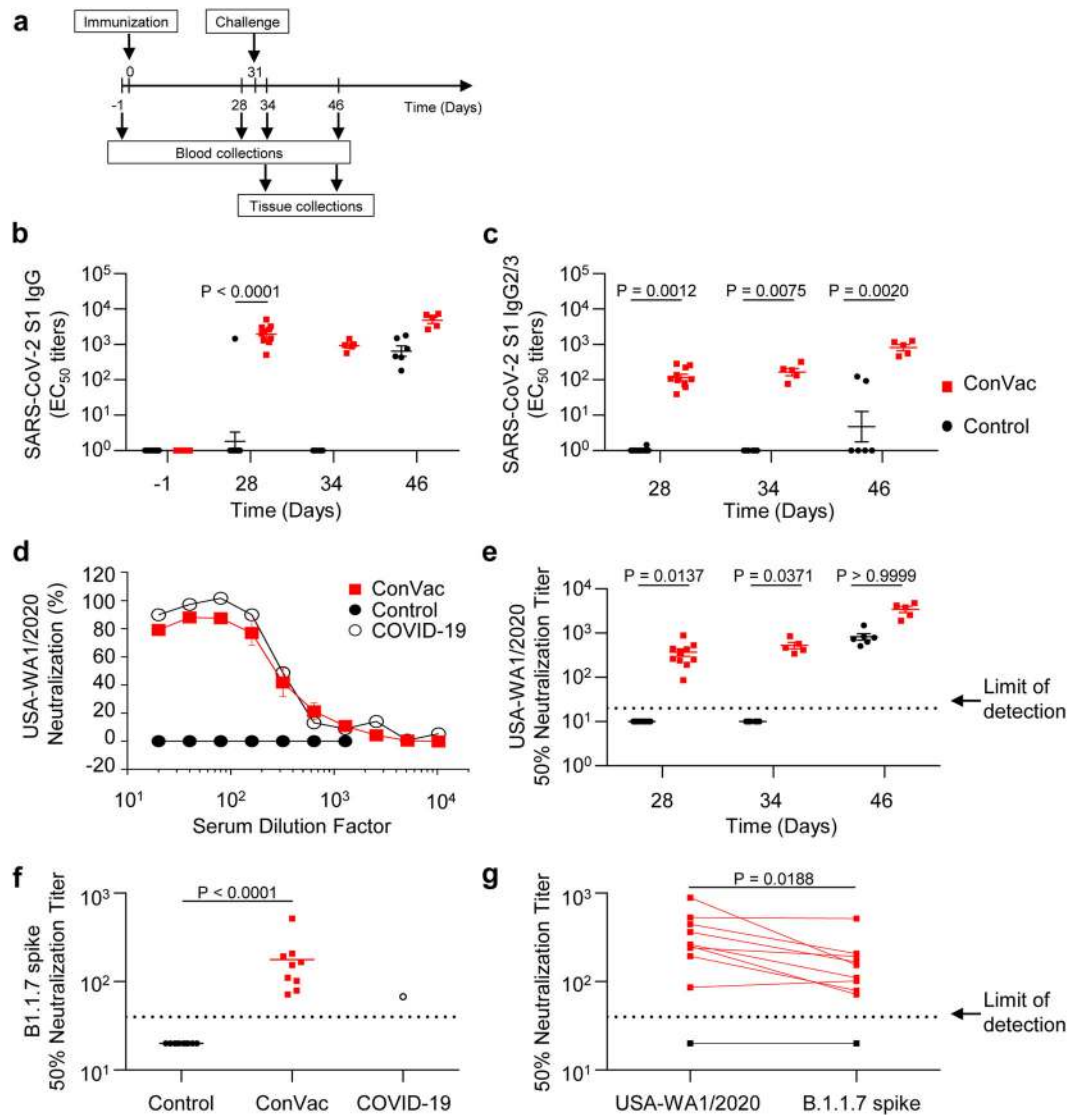 a
Immunization
Challenge
0
31
-1
28
34
46
Time (Days)
Blood collections
Tissue collections
b
SARS-CoV-2 S1 IgG
(EC50 titers)
10^5
10^4
10^3
10^2
10^1
10^0
P < 0.0001
-1
28
34
46
Time (Days)
c
SARS-CoV-2 S1 IgG2/3
(EC50 titers)
10^5
10^4
10^3
10^2
10^1
10^0
P = 0.0012
P = 0.0075
P = 0.0020
28
34
46
Time (Days)
ConVac
Control
d
USA-WA1/2020
Neutralization (%)
120
100
80
60
40
20
0
-20
ConVac
Control
COVID-19
10^1
10^2
10^3
10^4
Serum Dilution Factor
e
USA-WA1/2020
50% Neutralization Titer
10^4
10^3
10^2
10^1
10^0
P = 0.0137
P = 0.0371
P > 0.9999
28
34
46
Time (Days)
Limit of
detection
f
B1.1.7 spike
50% Neutralization Titer
10^3
10^2
10^1
P < 0.0001
Control
ConVac
COVID-19
g
50% Neutralization Titer
10^3
10^2
10^1
P = 0.0188
USA-WA1/2020
B.1.1.7 spike
Limit of
detection